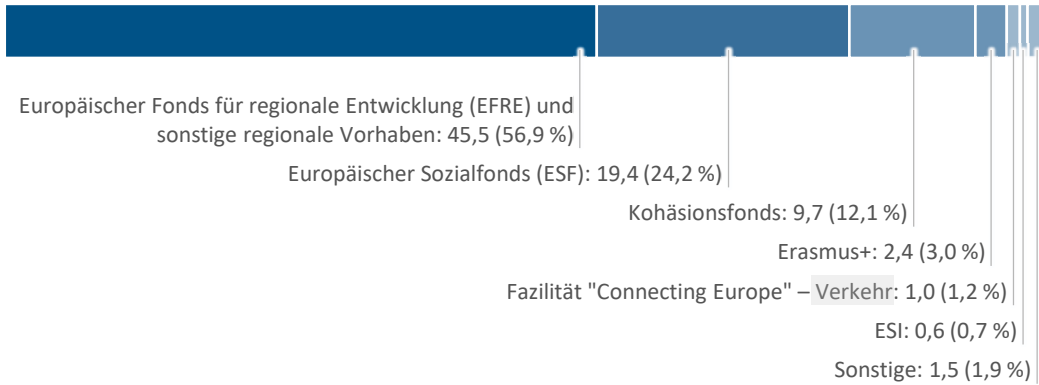 Europäischer Fonds für regionale Entwicklung (EFRE) und
sonstige regionale Vorhaben: 45,5 (56,9 %)
Europäischer Sozialfonds (ESF): 19,4 (24,2 %)
Kohäsionsfonds: 9,7 (12,1 %)
Erasmus+: 2,4 (3,0 %)
Fazilität "Connecting Europe" – Verkehr: 1,0 (1,2 %)
ESI: 0,6 (0,7 %)
Sonstige: 1,5 (1,9 %)